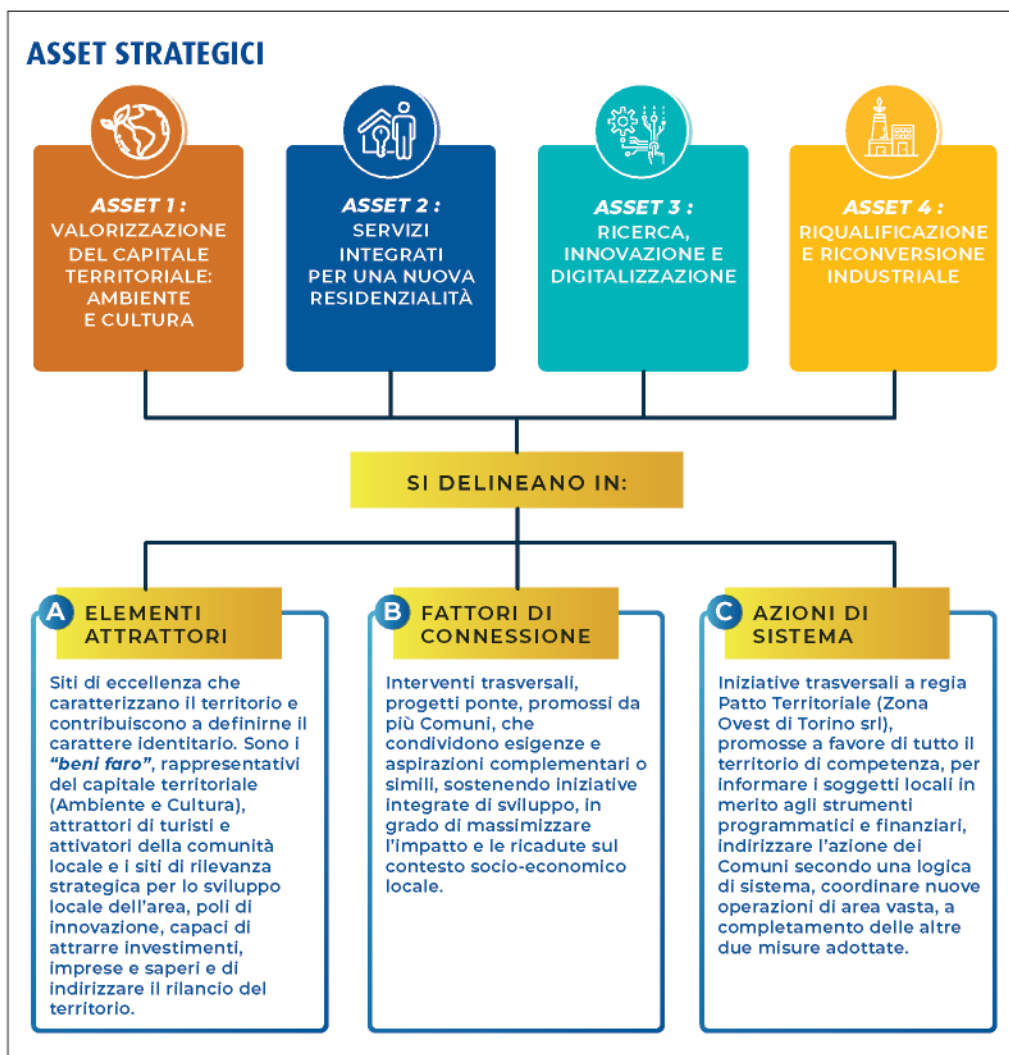 ASSET STRATEGICI
ASSET 1 :
VALORIZZAZIONE
DEL CAPITALE
TERRITORIALE:
AMBIENTE
E CULTURA
ASSET 2 :
SERVIZI
INTEGRATI
PER UNA NUOVA
RESIDENZIALITÀ
ASSET 3 :
RICERCA,
INNOVAZIONE E
DIGITALIZZAZIONE
ASSET 4 :
RIQUALIFICAZIONE
E RICONVERSIONE
INDUSTRIALE
SI DELINEANO IN:
A
ELEMENTI
ATTRATTORI
Siti di eccellenza che
caratterizzano il territorio e
contribuiscono a definirne il
carattere identitario. Sono i
"beni faro", rappresentativi
del capitale territoriale
(Ambiente e Cultura),
attrattori di turisti e
attivatori della comunità
locale e i siti di rilevanza
strategica per lo sviluppo
locale dell'area, poli di
innovazione, capaci di
attrarre investimenti,
imprese e saperi e di
indirizzare il rilancio del
territorio.
B
FATTORI DI
CONNESSIONE
Interventi trasversali,
progetti ponte, promossi da
più Comuni, che
condividono esigenze e
aspirazioni complementari o
simili, sostenendo iniziative
integrate di sviluppo, in
grado di massimizzare
l'impatto e le ricadute sul
contesto socio-economico
locale.
C
AZIONI DI
SISTEMA
Iniziative trasversali a regia
Patto Territoriale (Zona
Ovest di Torino srl),
promosse a favore di tutto il
territorio di competenza, per
informare i soggetti locali in
merito agli strumenti
programmatici e finanziari,
indirizzare l'azione dei
Comuni secondo una logica
di sistema, coordinare nuove
operazioni di area vasta, a
completamento delle altre
due misure adottate.